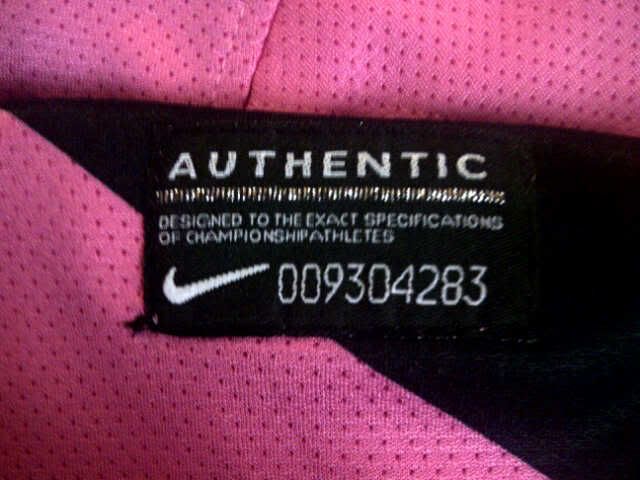 AUTHENTIC
DESIGNED TO THE EXACT SPECIFICATIONS
OF CHAMPIONSHIP ATHLETES
009304283